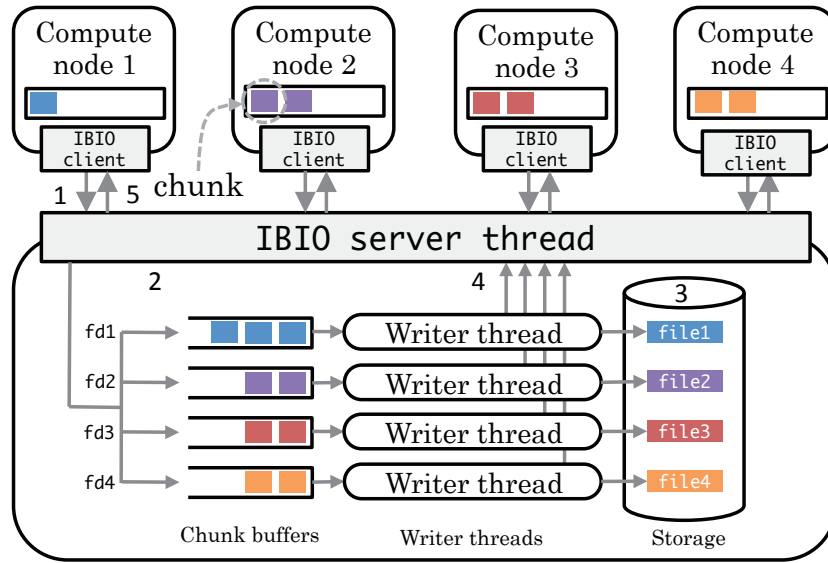 Compute
node 1
Compute
node 2
Compute
node 3
Compute
node 4
IBIO
client
IBIO
client
IBIO
client
IBIO
client
1
5
chunk
IBIO server thread
2
4
3
fd1
Writer thread
file1
fd2
Writer thread
file2
fd3
Writer thread
file3
fd4
Writer thread
file4
Chunk buffers
Writer threads
Storage